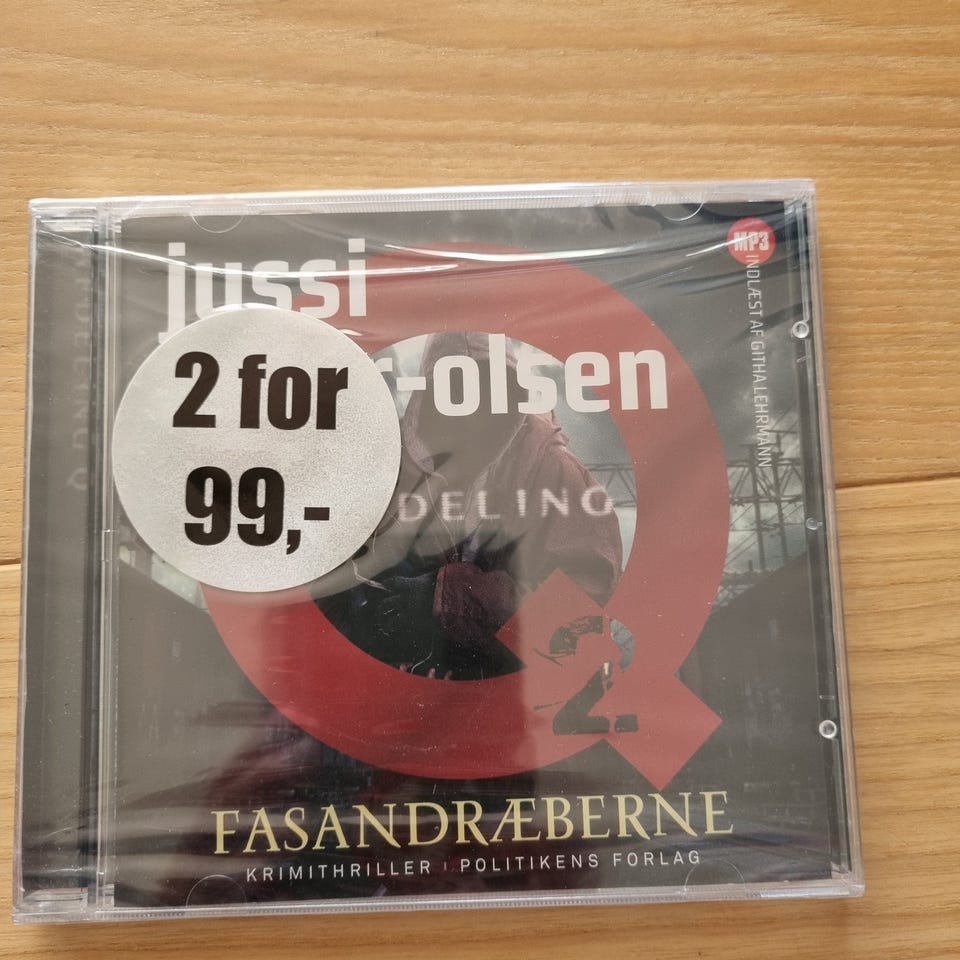 jussi
r-olsen
2 for
99,-
DELING
2
FASANDRÆBERNE
KRIMITHRILLER | POLITIKENS FORLAG
MP3
INDLÆST AF GITHA LEHRMANN